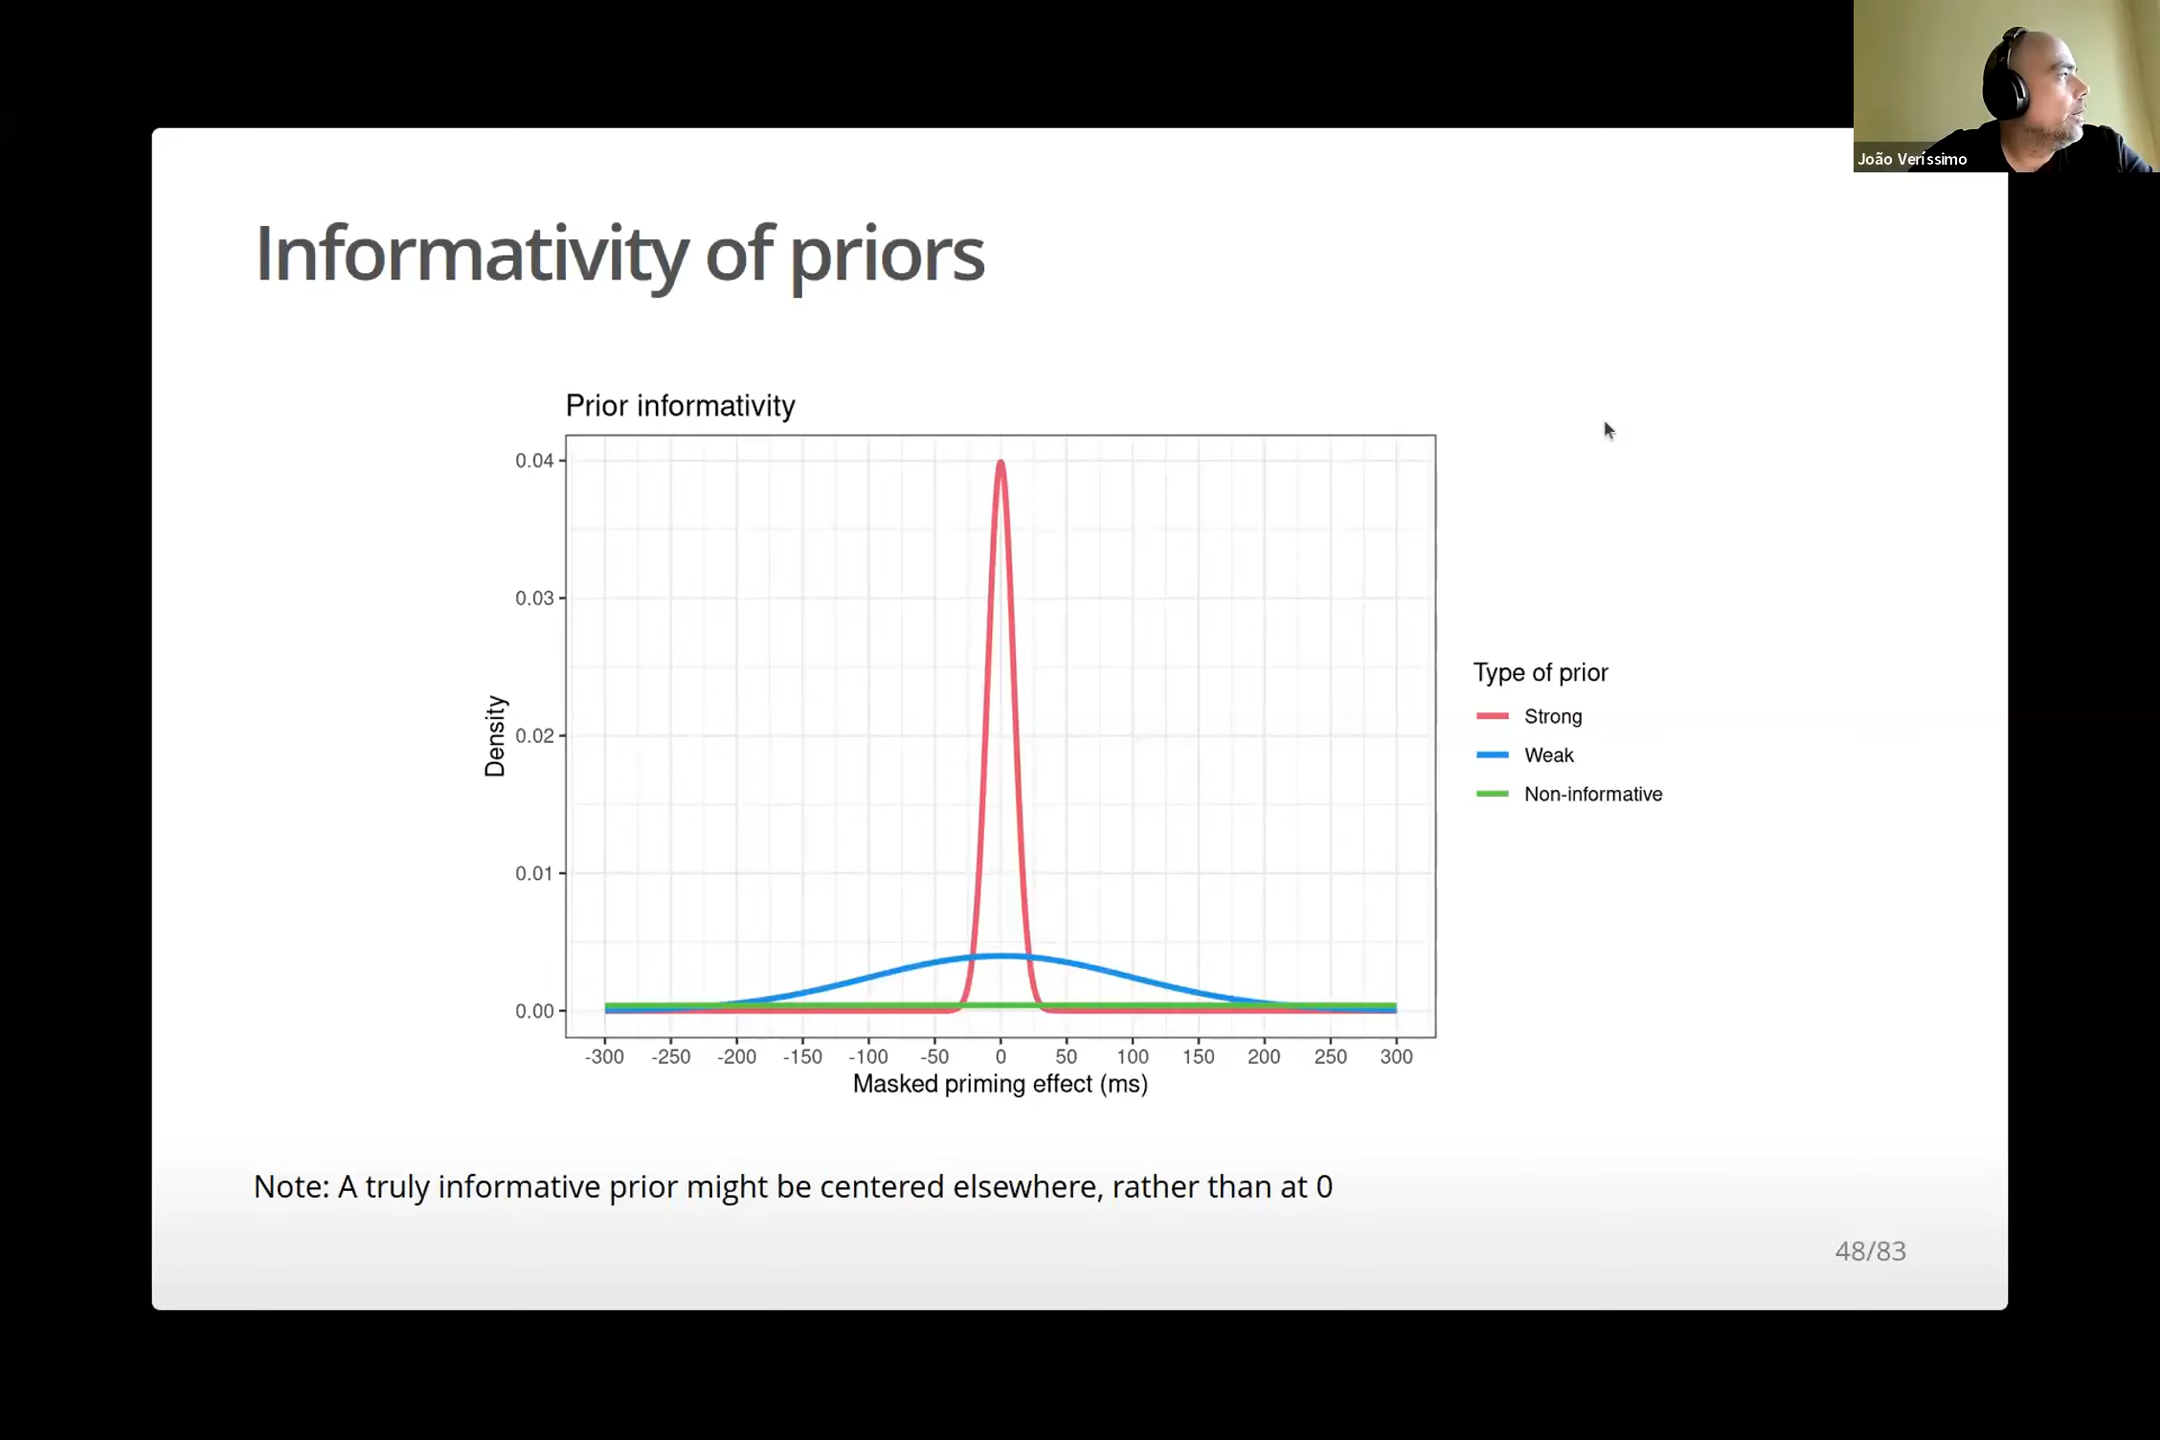 João Veríssimo
Informativity of priors
Prior informativity
0.04
0.03
0.02
0.01
0.00
Density
-300 -250 -200 -150 -100 -50 0 50 100 150 200 250 300
Masked priming effect (ms)
Type of prior
Strong
Weak
Non-informative
Note: A truly informative prior might be centered elsewhere, rather than at 0
48/83